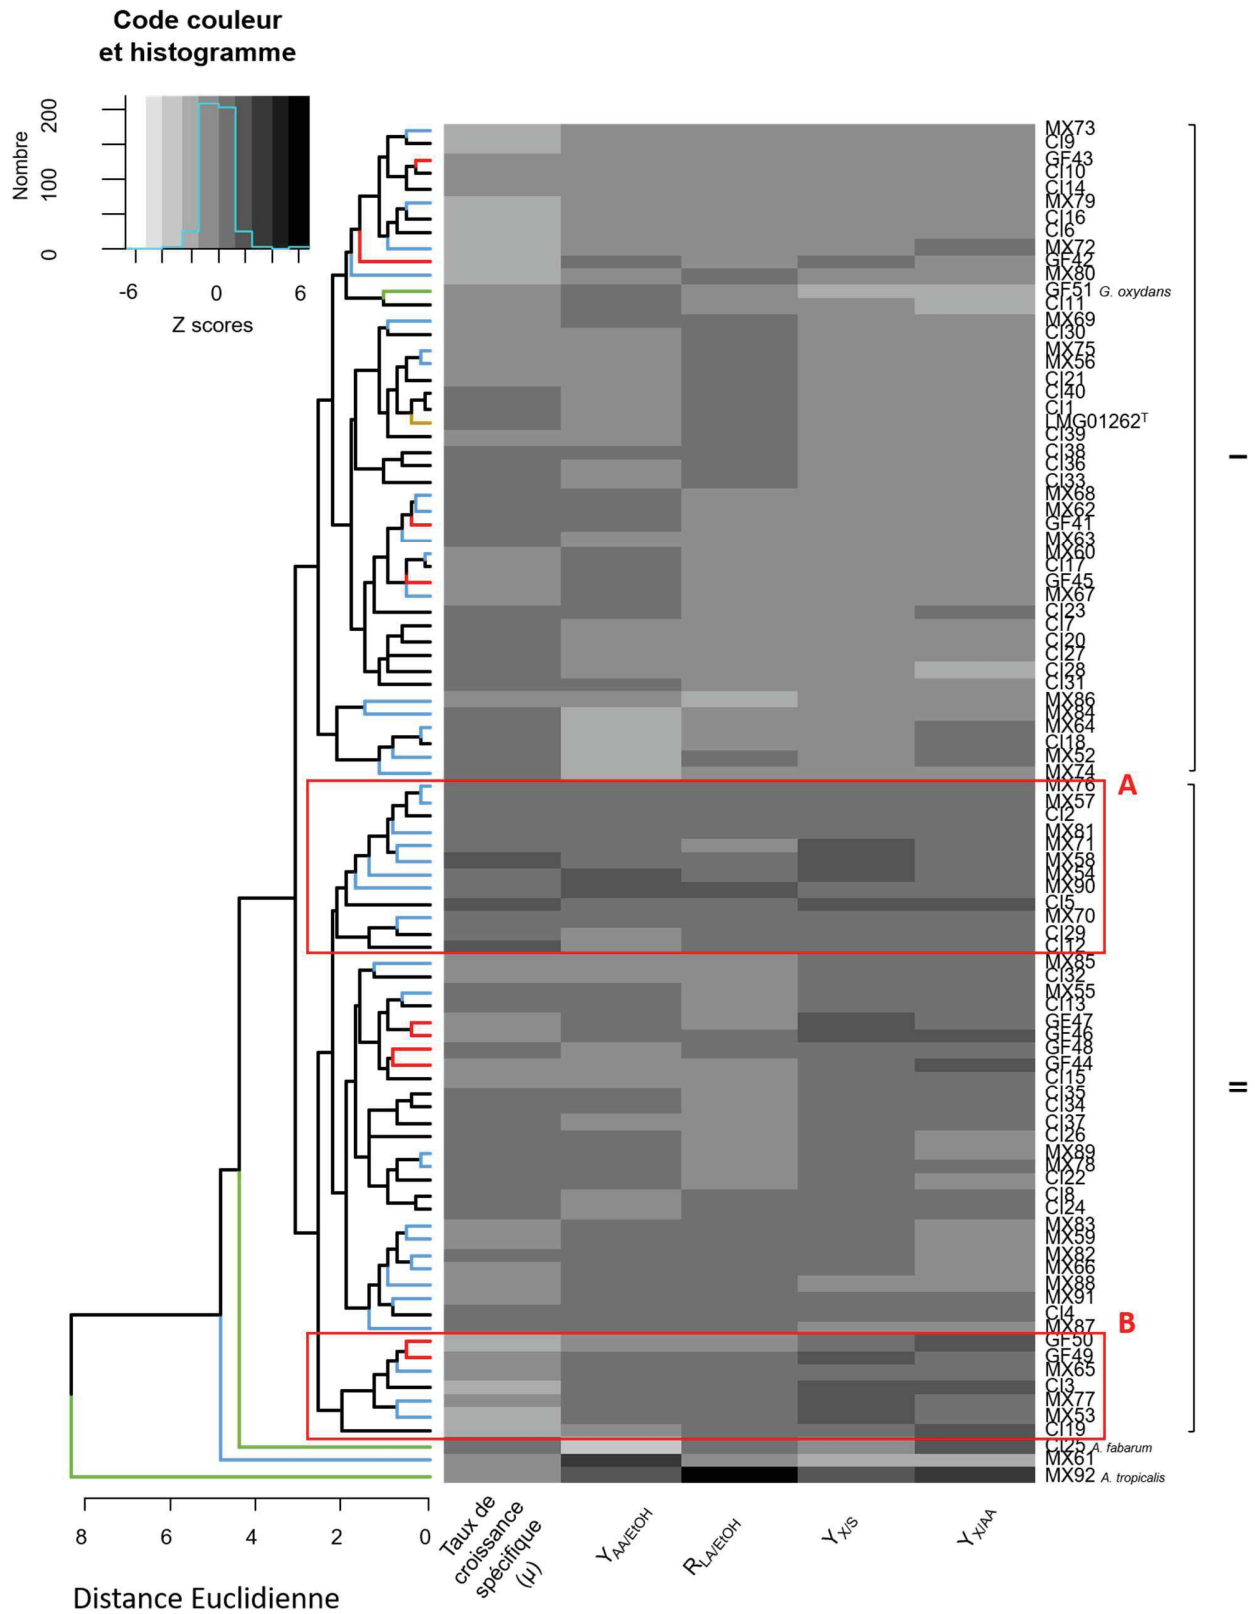 Code couleur
et histogramme
Nombre
0
100
200
-6
0
6
Z scores
MX73
CI9
GF43
CI10
CI14
MX79
CI16
CI6
MX72
GF42
MX80
GF51 G. oxydans
CI11
MX69
CI30
MX75
MX56
CI21
CI40
CI1
LMG01262ᵀ
CI39
CI38
CI36
CI33
MX68
MX62
GF41
MX63
MX60
CI17
GF45
MX67
CI23
CI7
CI20
CI27
CI28
CI31
MX86
MX84
MX64
CI18
MX52
MX74
I
A
MX76
MX57
CI2
MX81
MX71
MX58
MX54
MX90
CI5
MX70
CI29
CI12
MX85
CI32
MX55
CI13
GF47
GF46
GF48
GF44
CI15
CI35
CI34
CI37
CI26
MX89
MX78
CI22
CI8
CI24
MX83
MX59
MX82
MX66
MX88
MX91
CI4
MX87
II
B
GF50
GF49
MX65
CI3
MX77
MX53
CI19
CI25 A. fabarum
MX61
MX92 A. tropicalis
8
6
4
2
0
Distance Euclidienne
Taux de
croissance
spécifique
(μ)
Y AA/EtOH
R LA/EtOH
Y X/S
Y X/AA